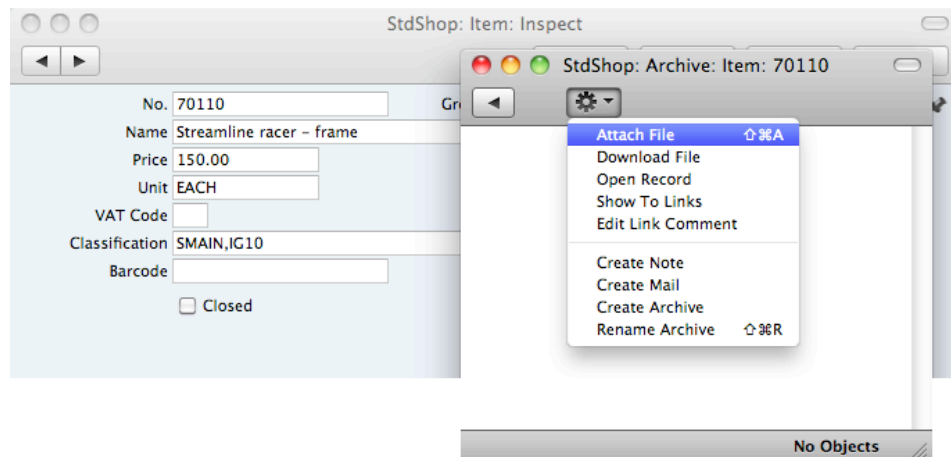 StdShop: Item: Inspect
No. 70110
Name Streamline racer – frame
Price 150.00
Unit EACH
VAT Code
Classification SMAIN,IG10
Barcode
Closed
StdShop: Archive: Item: 70110
Attach File ⇧⌘A
Download File
Open Record
Show To Links
Edit Link Comment
Create Note
Create Mail
Create Archive
Rename Archive ⇧⌘R
No Objects